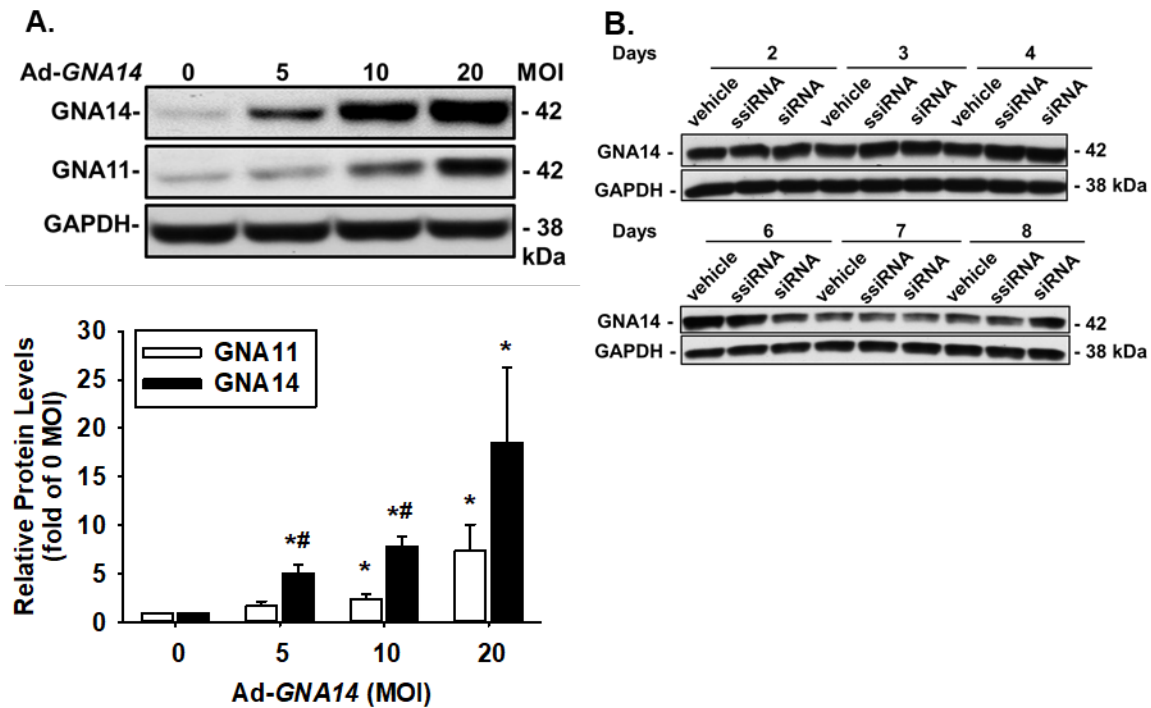 A.
Ad-GNA14 0 5 10 20 MOI
GNA14- - 42
GNA11- - 42
GAPDH- - 38
kDa
30
25
20
15
10
5
0
Relative Protein Levels
(fold of 0 MOI)
GNA11
GNA14
*# *# * * *
0 5 10 20
Ad-GNA14 (MOI)
B.
Days 2 3 4
vehicle ssiRNA siRNA vehicle ssiRNA siRNA vehicle ssiRNA siRNA
GNA14 - - 42
GAPDH - - 38 kDa
Days 6 7 8
vehicle ssiRNA siRNA vehicle ssiRNA siRNA vehicle ssiRNA siRNA
GNA14 - - 42
GAPDH - - 38 kDa